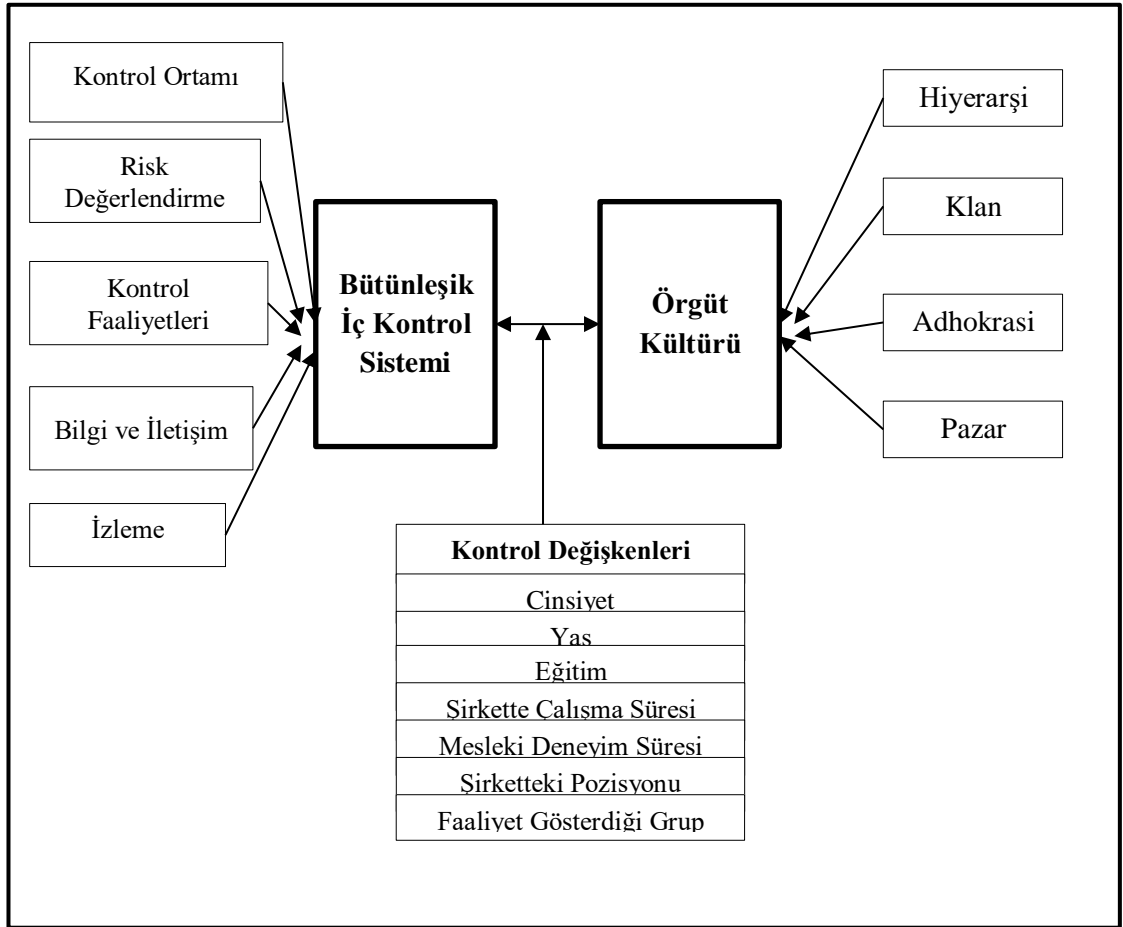 Kontrol Ortamı
Risk
Değerlendirme
Kontrol
Faaliyetleri
Bilgi ve İletişim
İzleme
Bütünleşik
İç Kontrol
Sistemi
Örgüt
Kültürü
Hiyerarşi
Klan
Adhokrasi
Pazar
Kontrol Değişkenleri
Cinsiyet
Yaş
Eğitim
Şirkette Çalışma Süresi
Mesleki Deneyim Süresi
Şirketteki Pozisyonu
Faaliyet Gösterdiği Grup